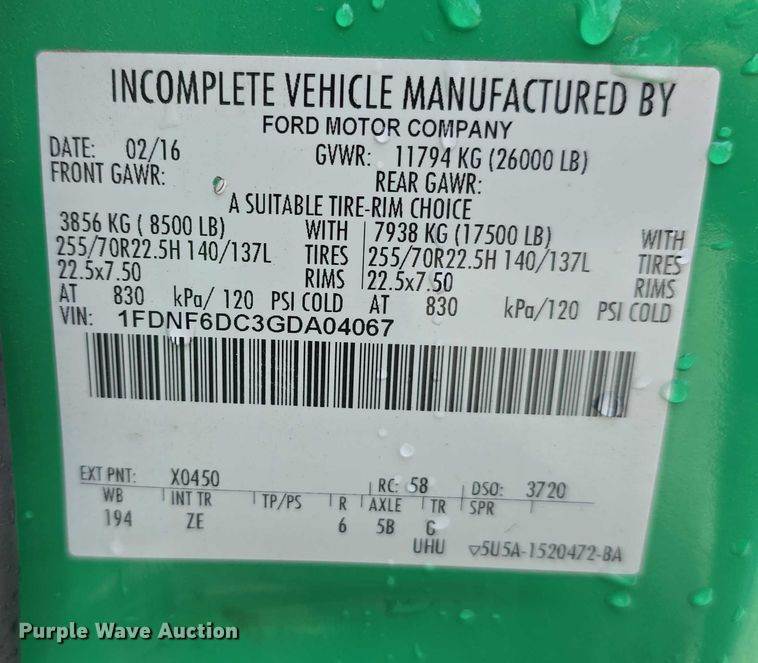 INCOMPLETE VEHICLE MANUFACTURED BY
FORD MOTOR COMPANY
DATE: 02/16 GVWR: 11794 KG (26000 LB)
FRONT GAWR: REAR GAWR:
A SUITABLE TIRE-RIM CHOICE
3856 KG ( 8500 LB) WITH 7938 KG (17500 LB) WITH
255/70R22.5H 140/137L TIRES 255/70R22.5H 140/137L TIRES
22.5x7.50 RIMS 22.5x7.50 RIMS
AT 830 kPa/ 120 PSI COLD AT 830 kPa/120 PSI COLD
VIN: 1FDNF6DC3GDA04067
EXT PNT: X0450 RC: 58 DSO: 3720
WB INT TR TP/PS R AXLE TR SPR
194 ZE 6 5B G
UHU 5U5A-1520472-BA
Purple Wave Auction